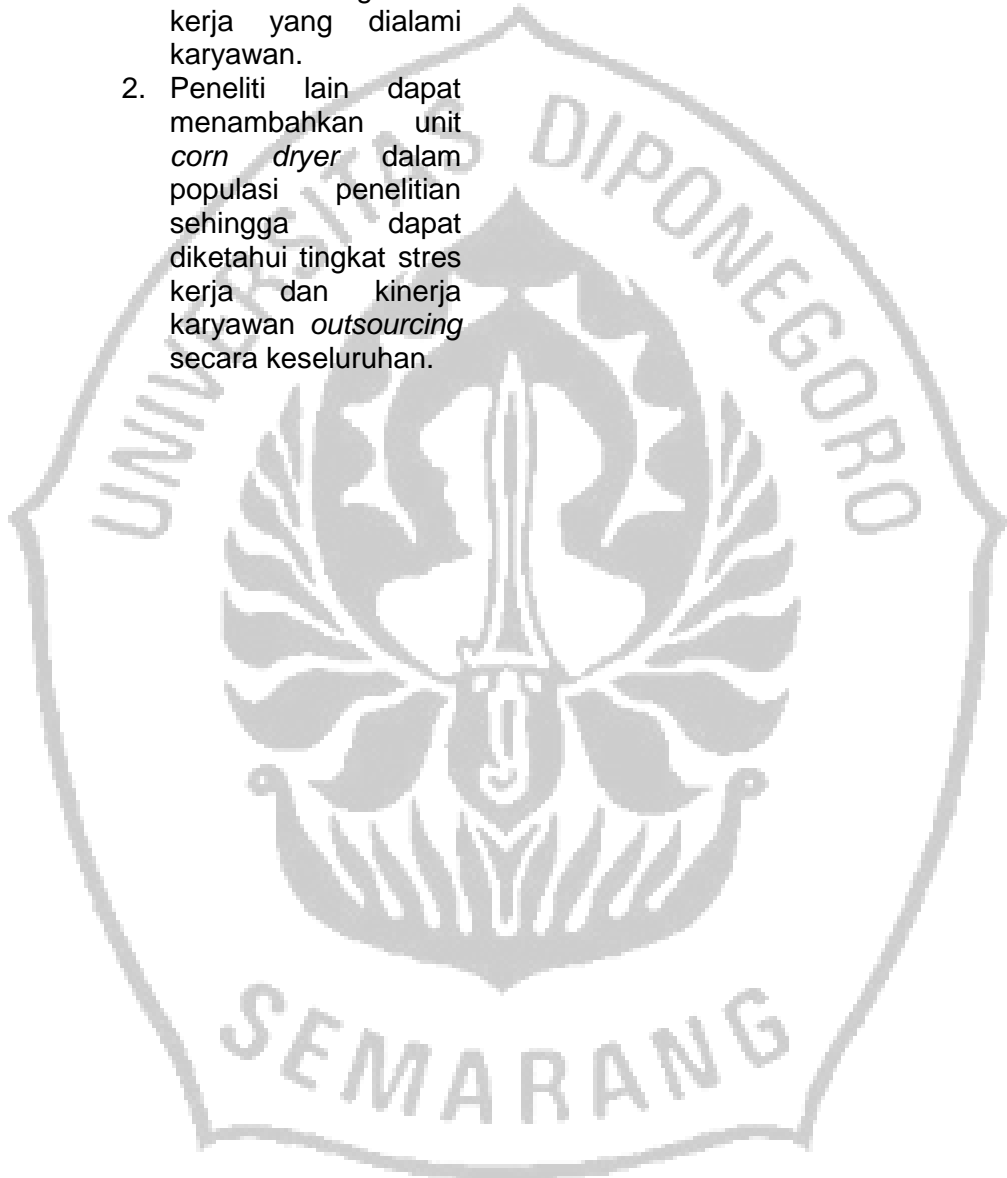 kerja yang dialami
karyawan.
2. Peneliti lain dapat
menambahkan unit
corn dryer dalam
populasi penelitian
sehingga dapat
diketahui tingkat stres
kerja dan kinerja
karyawan outsourcing
secara keseluruhan.
UNIVERSITAS DIPONEGORO
SEMARANG